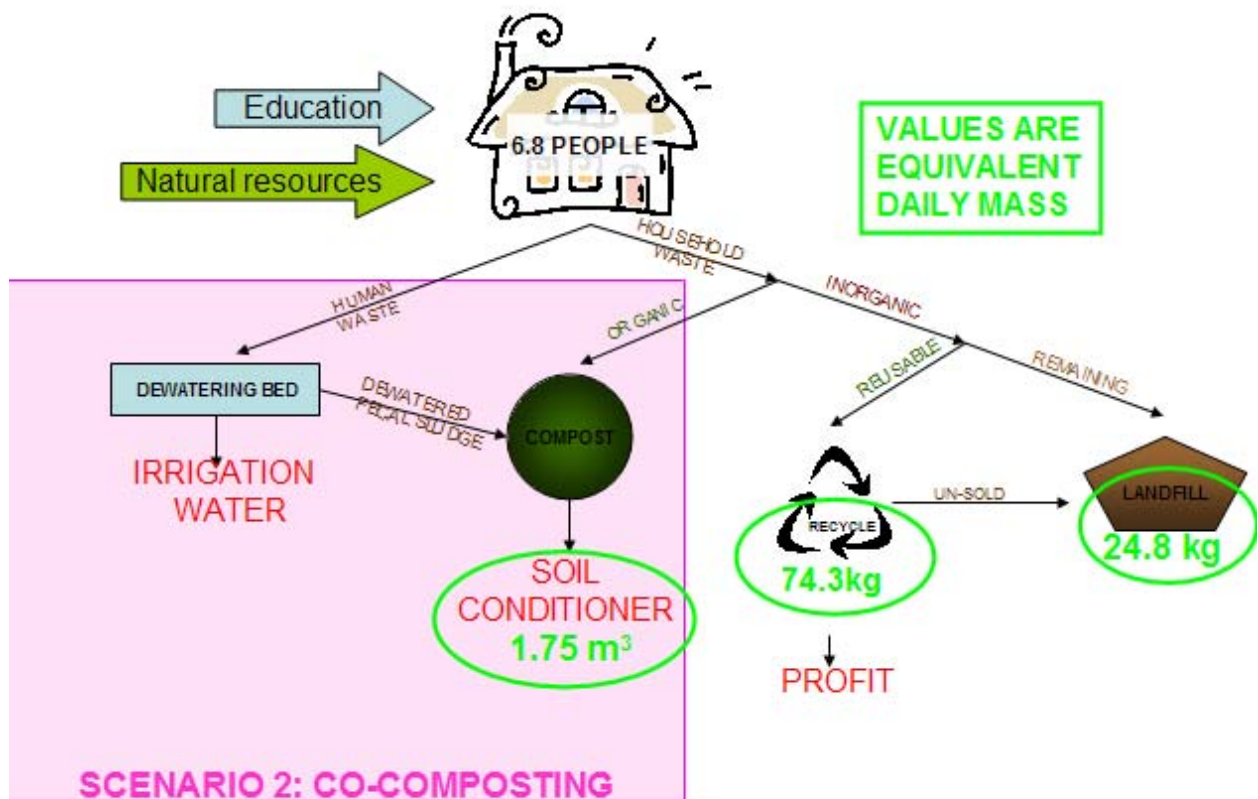 Education
6.8 PEOPLE
Natural resources
VALUES ARE
EQUIVALENT
DAILY MASS
HOUSEHOLD
WASTE
HUMAN
WASTE
ORGANIC
INORGANIC
REUSABLE
REMAINING
DEWATERING BED
DEWATERED
FECAL SLUDGE
COMPOST
IRRIGATION
WATER
RECYCLE
UN-SOLD
LANDFILL
74.3kg
24.8 kg
SOIL
CONDITIONER
1.75 m³
PROFIT
SCENARIO 2: CO-COMPOSTING